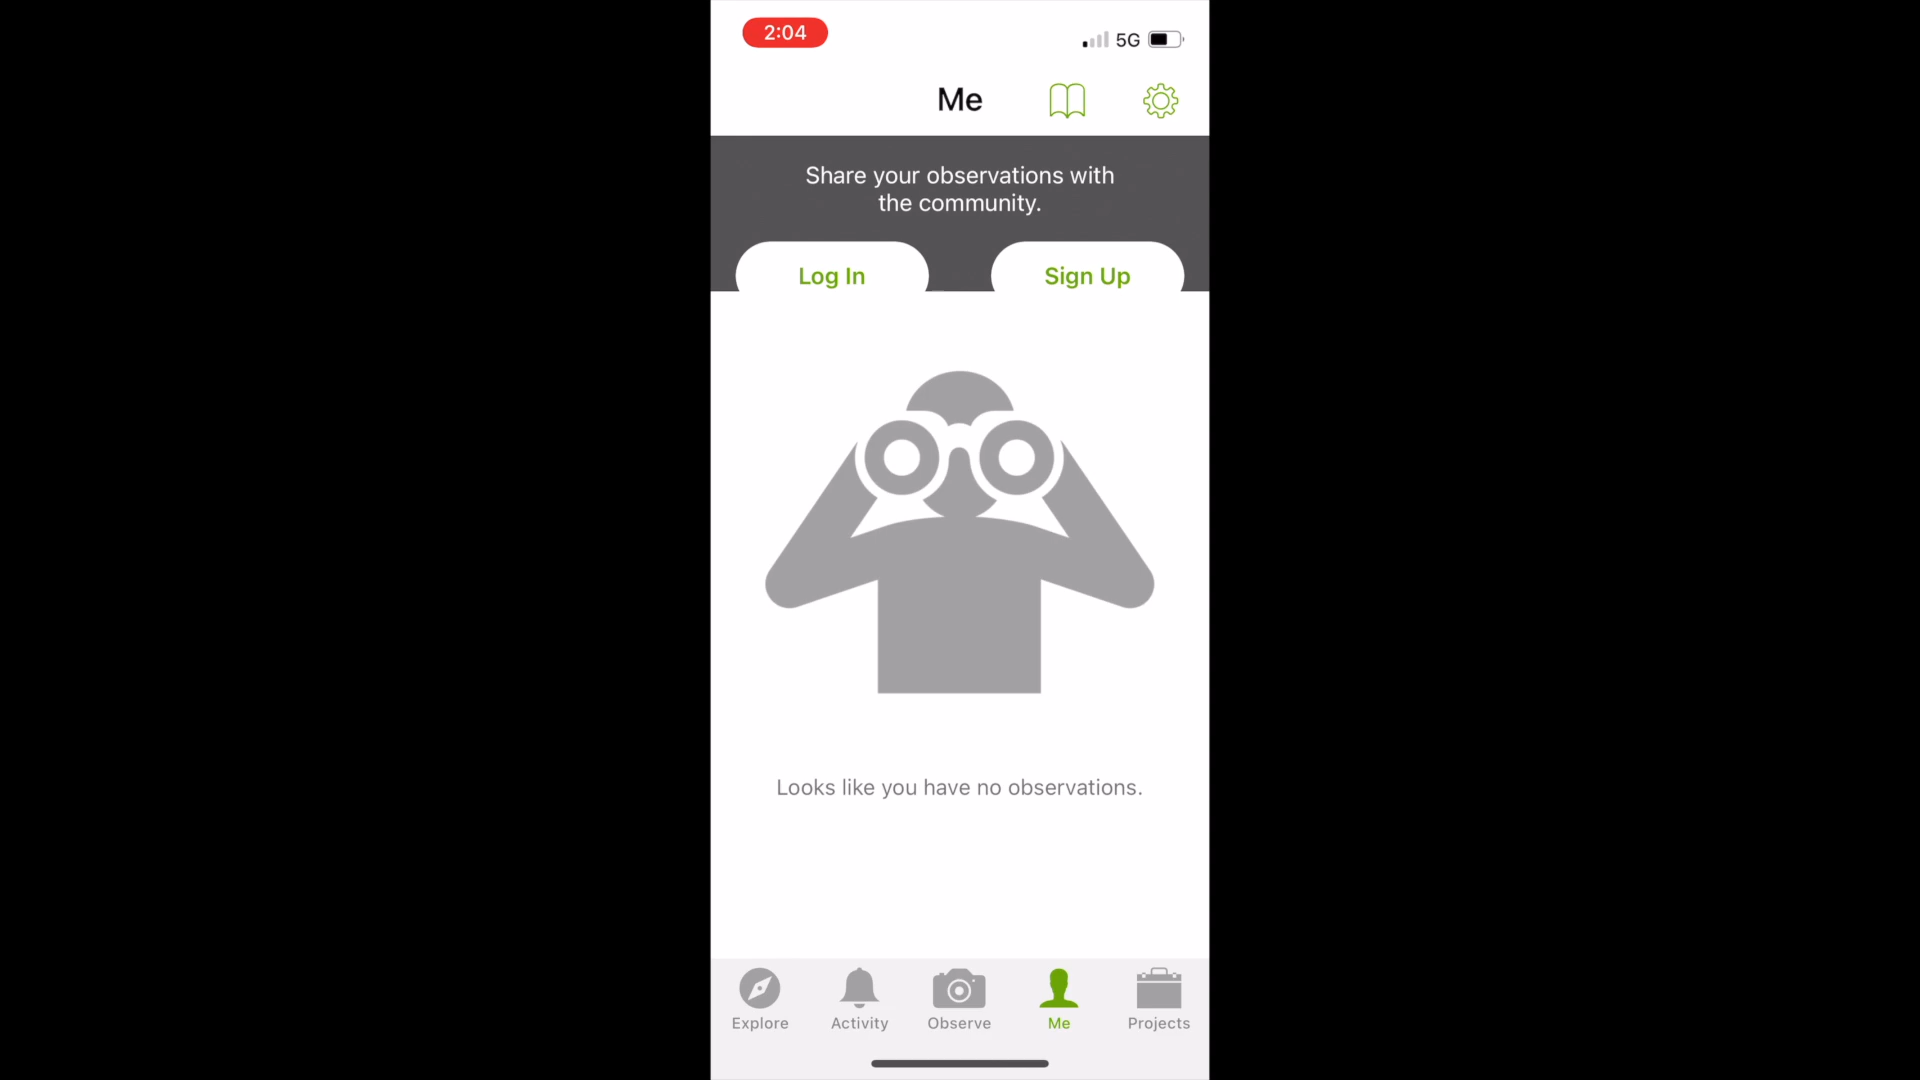 2:04
5G
Me
Share your observations with
the community.
Log In
Sign Up
Looks like you have no observations.
Explore
Activity
Observe
Me
Projects